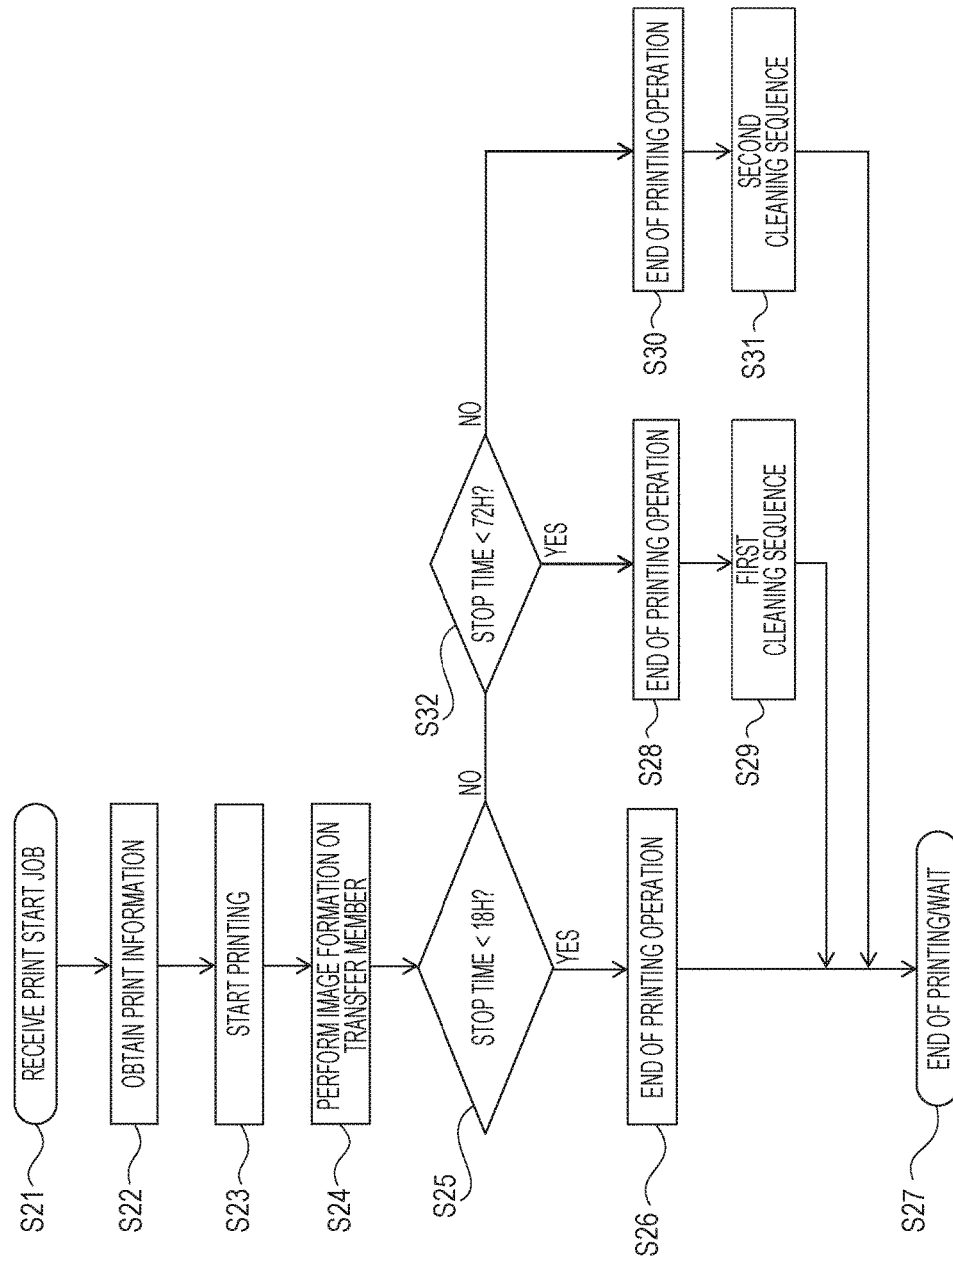 S21
RECEIVE PRINT START JOB
S22
OBTAIN PRINT INFORMATION
S23
START PRINTING
S24
PERFORM IMAGE FORMATION ON
TRANSFER MEMBER
S25
STOP TIME < 18H?
NO
YES
S32
STOP TIME < 72H?
NO
YES
S26
END OF PRINTING OPERATION
S28
END OF PRINTING OPERATION
S30
END OF PRINTING OPERATION
S29
FIRST
CLEANING SEQUENCE
S31
SECOND
CLEANING SEQUENCE
S27
END OF PRINTING/WAIT